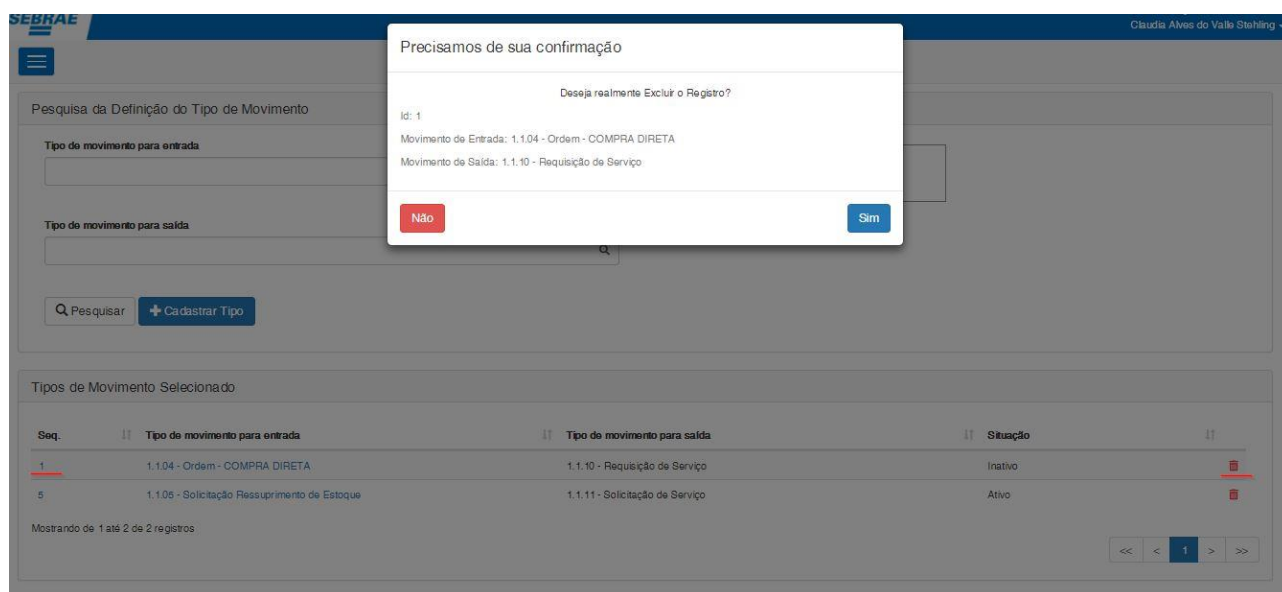 SEBRAE
Claudia Alves do Valle Stehling
Precisamos de sua confirmação
Deseja realmente Excluir o Registro?
Id: 1
Movimento de Entrada: 1.1.04 - Ordem - COMPRA DIRETA
Movimento de Saída: 1.1.10 - Requisição de Serviço
Não
Sim
Pesquisa da Definição do Tipo de Movimento
Tipo de movimento para entrada
Tipo de movimento para saída
Pesquisar
Cadastrar Tipo
Tipos de Movimento Selecionado
Seq. Tipo de movimento para entrada Tipo de movimento para saída Situação
1 1.1.04 - Ordem - COMPRA DIRETA 1.1.10 - Requisição de Serviço Inativo
5 1.1.05 - Solicitação Ressuprimento de Estoque 1.1.11 - Solicitação de Serviço Ativo
Mostrando de 1 até 2 de 2 registros
<< < 1 > >>